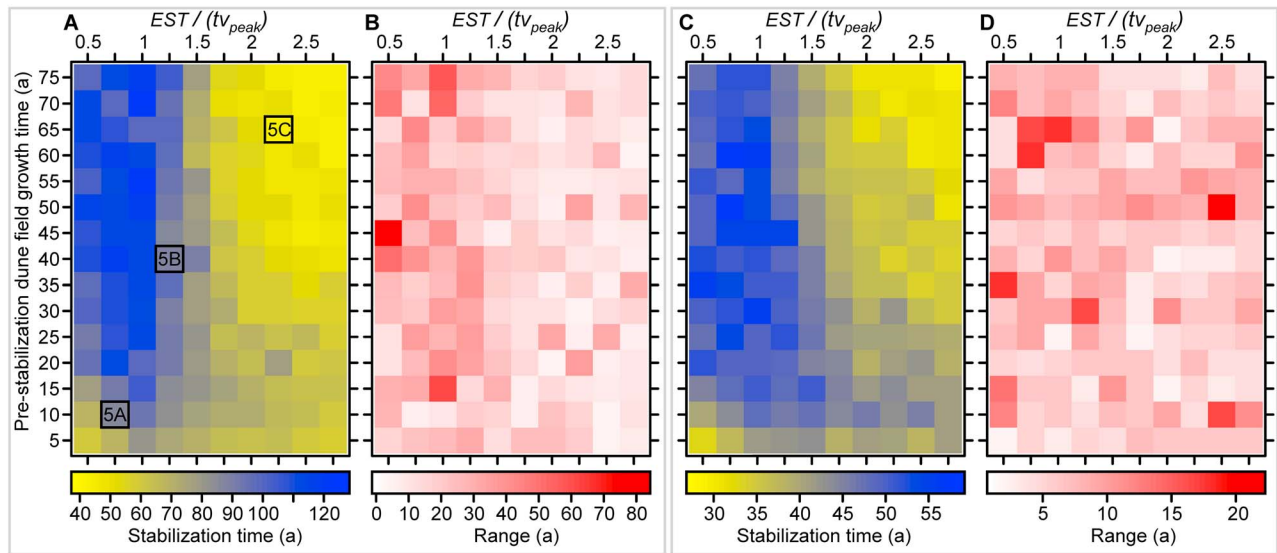 A EST / (tv_peak) B EST / (tv_peak) C EST / (tv_peak) D EST / (tv_peak)
0.5 1 1.5 2 2.5 0.5 1 1.5 2 2.5 0.5 1 1.5 2 2.5 0.5 1 1.5 2 2.5
Pre-stabilization dune field growth time (a)
75
70
65 5C
60
55
50
45
40 5B
35
30
25
20
15
10 5A
5
40 60 80 100 120 0 10 20 30 40 50 60 70 80 30 35 40 45 50 55 5 10 15 20
Stabilization time (a) Range (a) Stabilization time (a) Range (a)